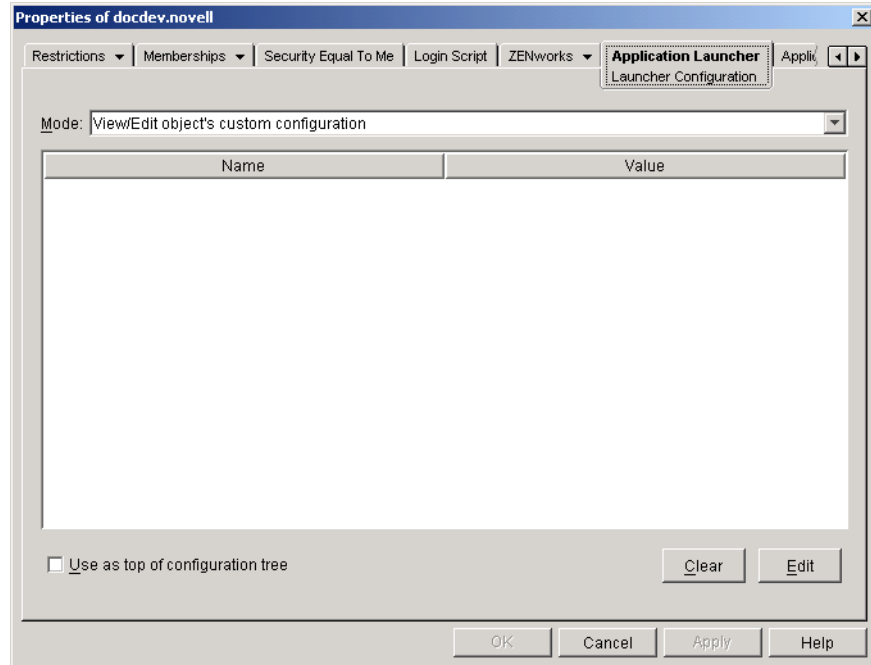 Properties of docdev.novell
Restrictions Memberships Security Equal To Me Login Script ZENworks Application Launcher
Launcher Configuration
Mode: View/Edit object's custom configuration
Name Value
Use as top of configuration tree Clear Edit
OK Cancel Apply Help